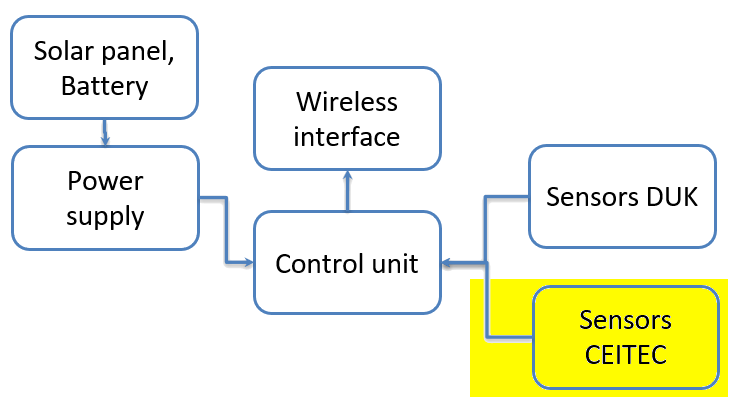 Solar panel,
Battery
Wireless
interface
Power
supply
Sensors DUK
Control unit
Sensors
CEITEC